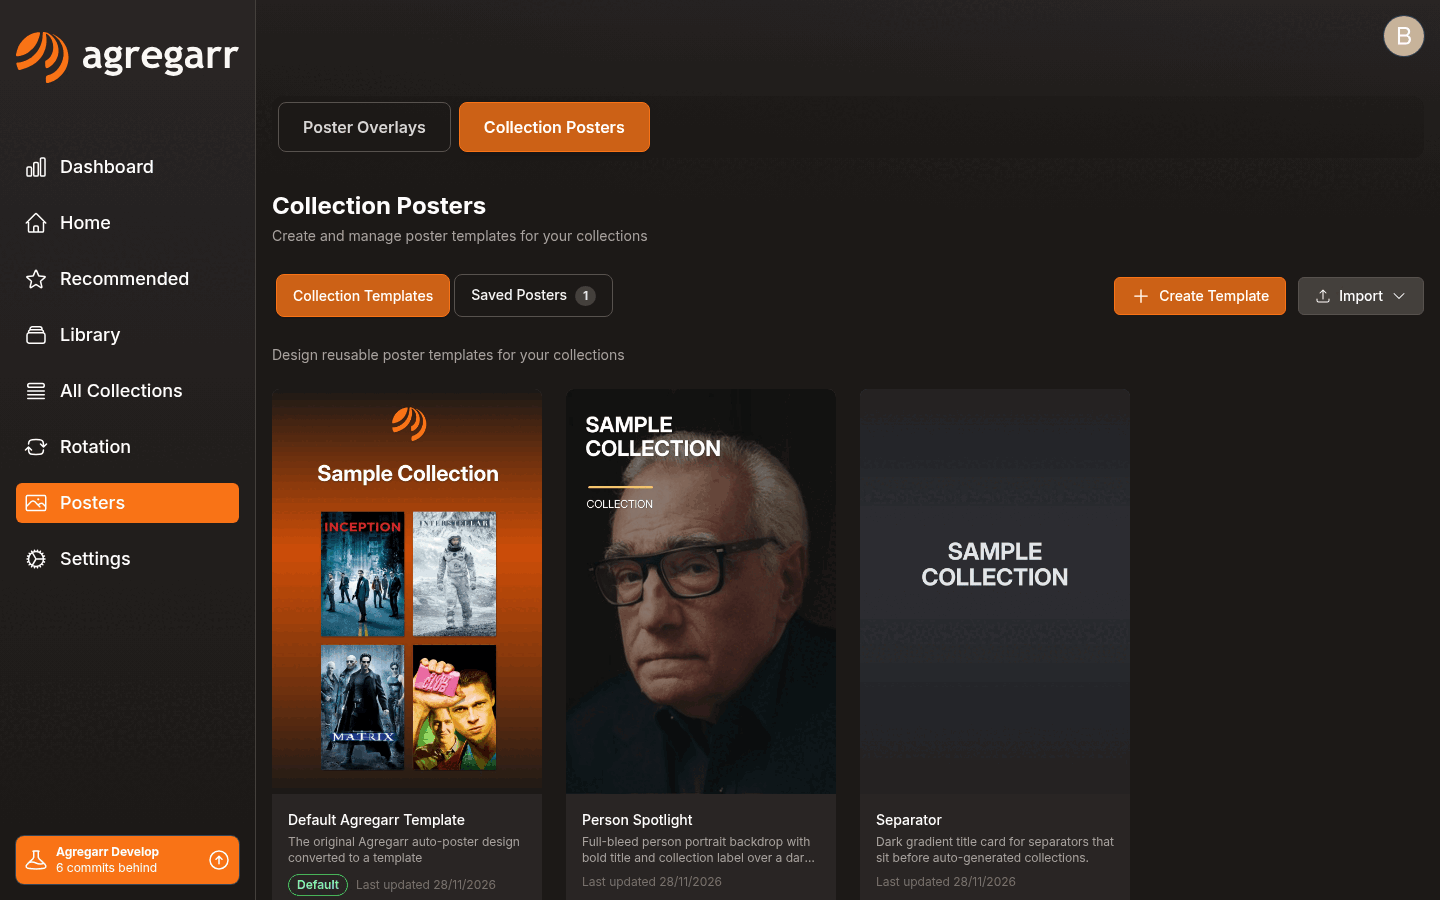 agregarr
B
Dashboard
Home
Recommended
Library
All Collections
Rotation
Posters
Settings
Agregarr Develop
6 commits behind
Poster Overlays
Collection Posters
Collection Posters
Create and manage poster templates for your collections
Collection Templates
Saved Posters 1
Create Template
Import
Design reusable poster templates for your collections
Sample Collection
INCEPTION
INTERSTELLAR
MATRIX
CLUB
Default Agregarr Template
The original Agregarr auto-poster design
converted to a template
Default
Last updated 28/11/2026
SAMPLE
COLLECTION
COLLECTION
Person Spotlight
Full-bleed person portrait backdrop with
bold title and collection label over a dar...
Last updated 28/11/2026
SAMPLE
COLLECTION
Separator
Dark gradient title card for separators that
sit before auto-generated collections.
Last updated 28/11/2026